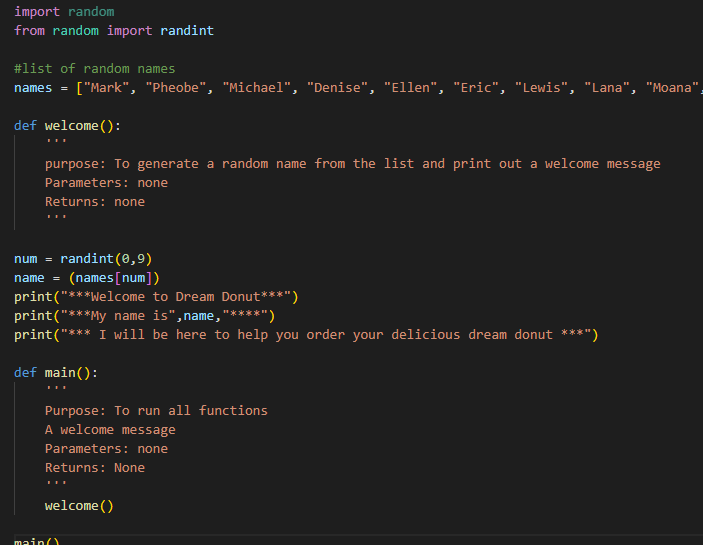 import random
from random import randint
#list of random names
names = ["Mark", "Pheobe", "Michael", "Denise", "Ellen", "Eric", "Lewis", "Lana", "Moana",
def welcome():
'''
purpose: To generate a random name from the list and print out a welcome message
Parameters: none
Returns: none
'''
num = randint(0,9)
name = (names[num])
print("***Welcome to Dream Donut***")
print("***My name is",name,"****")
print("*** I will be here to help you order your delicious dream donut ***")
def main():
'''
Purpose: To run all functions
A welcome message
Parameters: none
Returns: None
'''
welcome()
main()